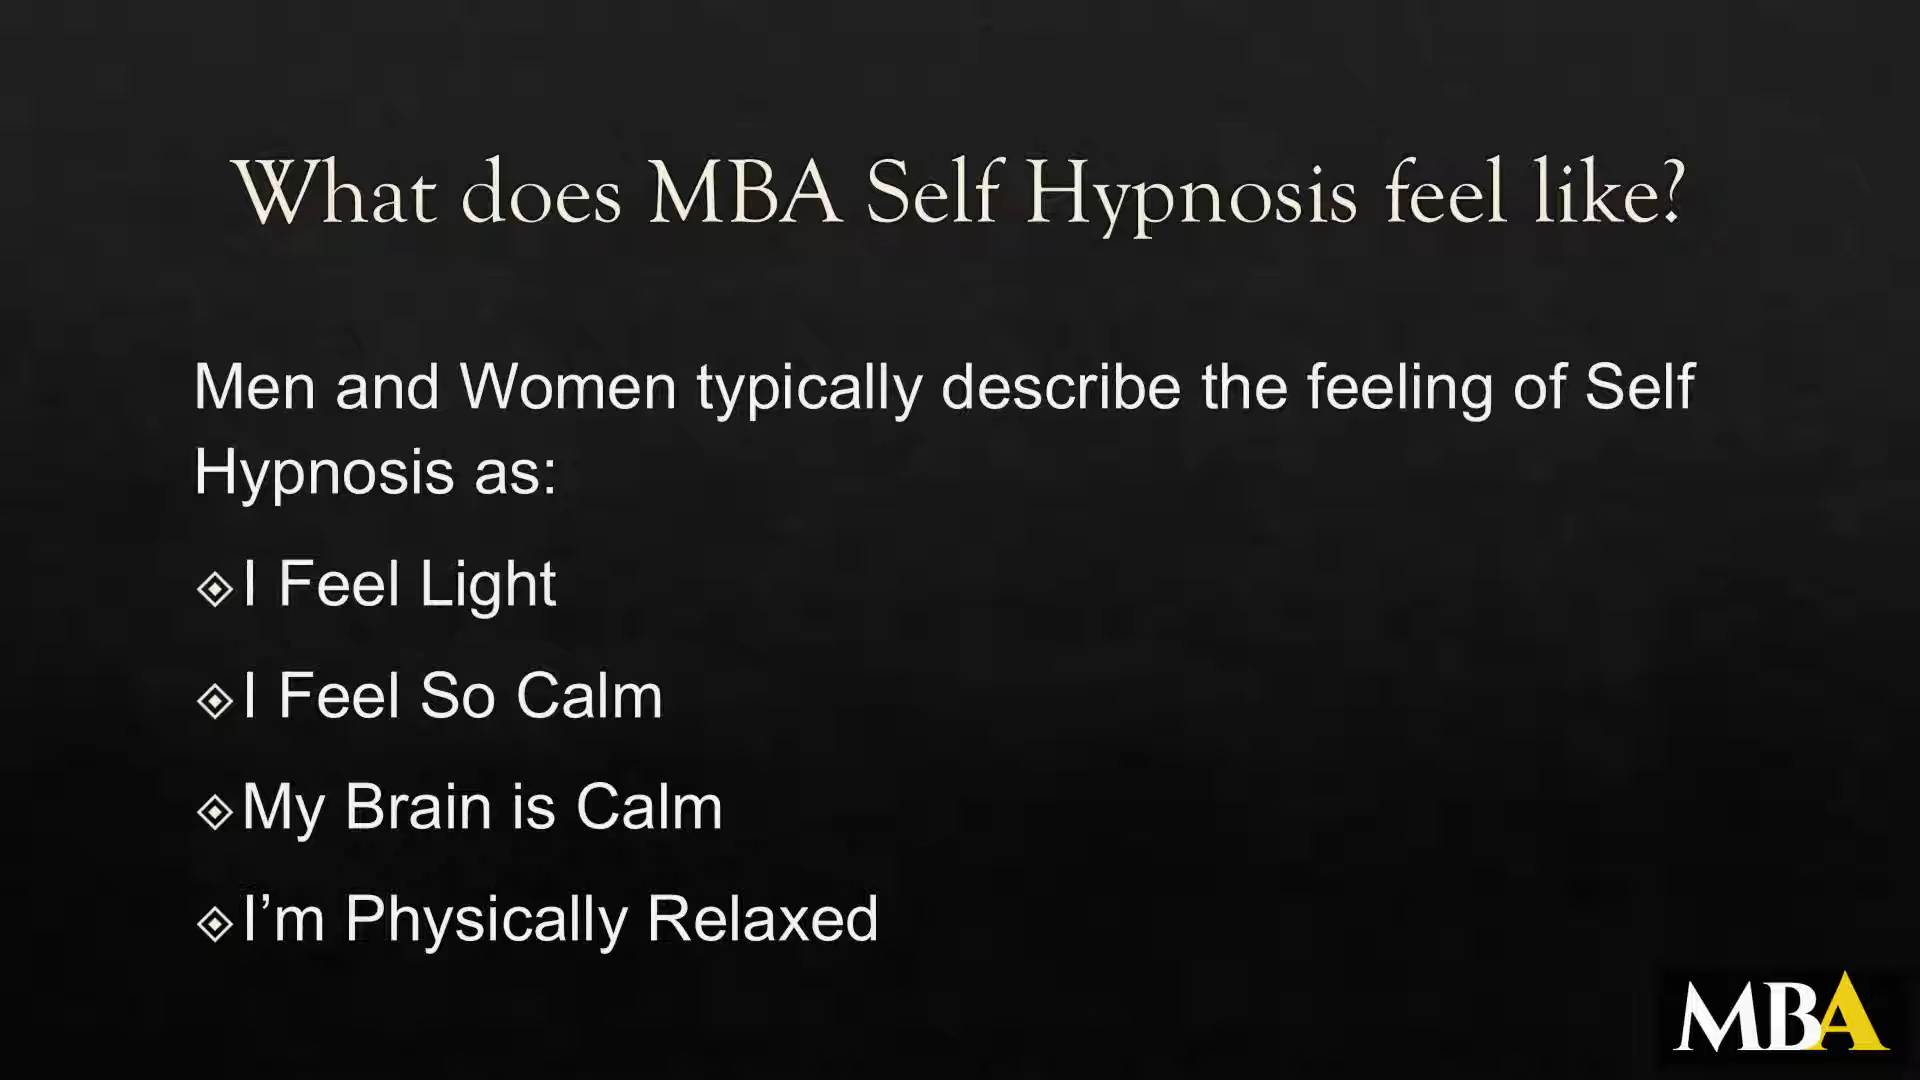 What does MBA Self Hypnosis feel like?
Men and Women typically describe the feeling of Self
Hypnosis as:
I Feel Light
I Feel So Calm
My Brain is Calm
I’m Physically Relaxed
MBA